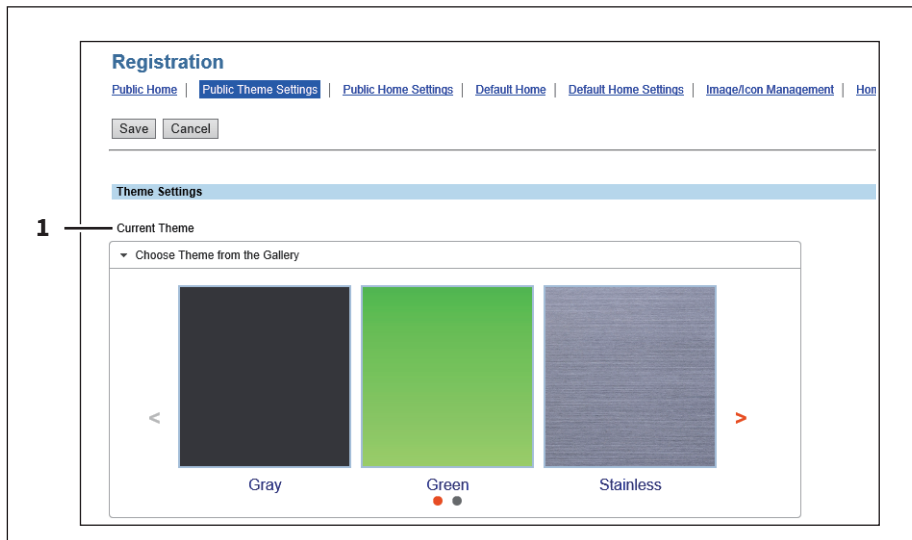 Registration
Public Home | Public Theme Settings | Public Home Settings | Default Home | Default Home Settings | Image/Icon Management |
Save Cancel
Theme Settings
1 Current Theme
Choose Theme from the Gallery
< >
Gray Green Stainless